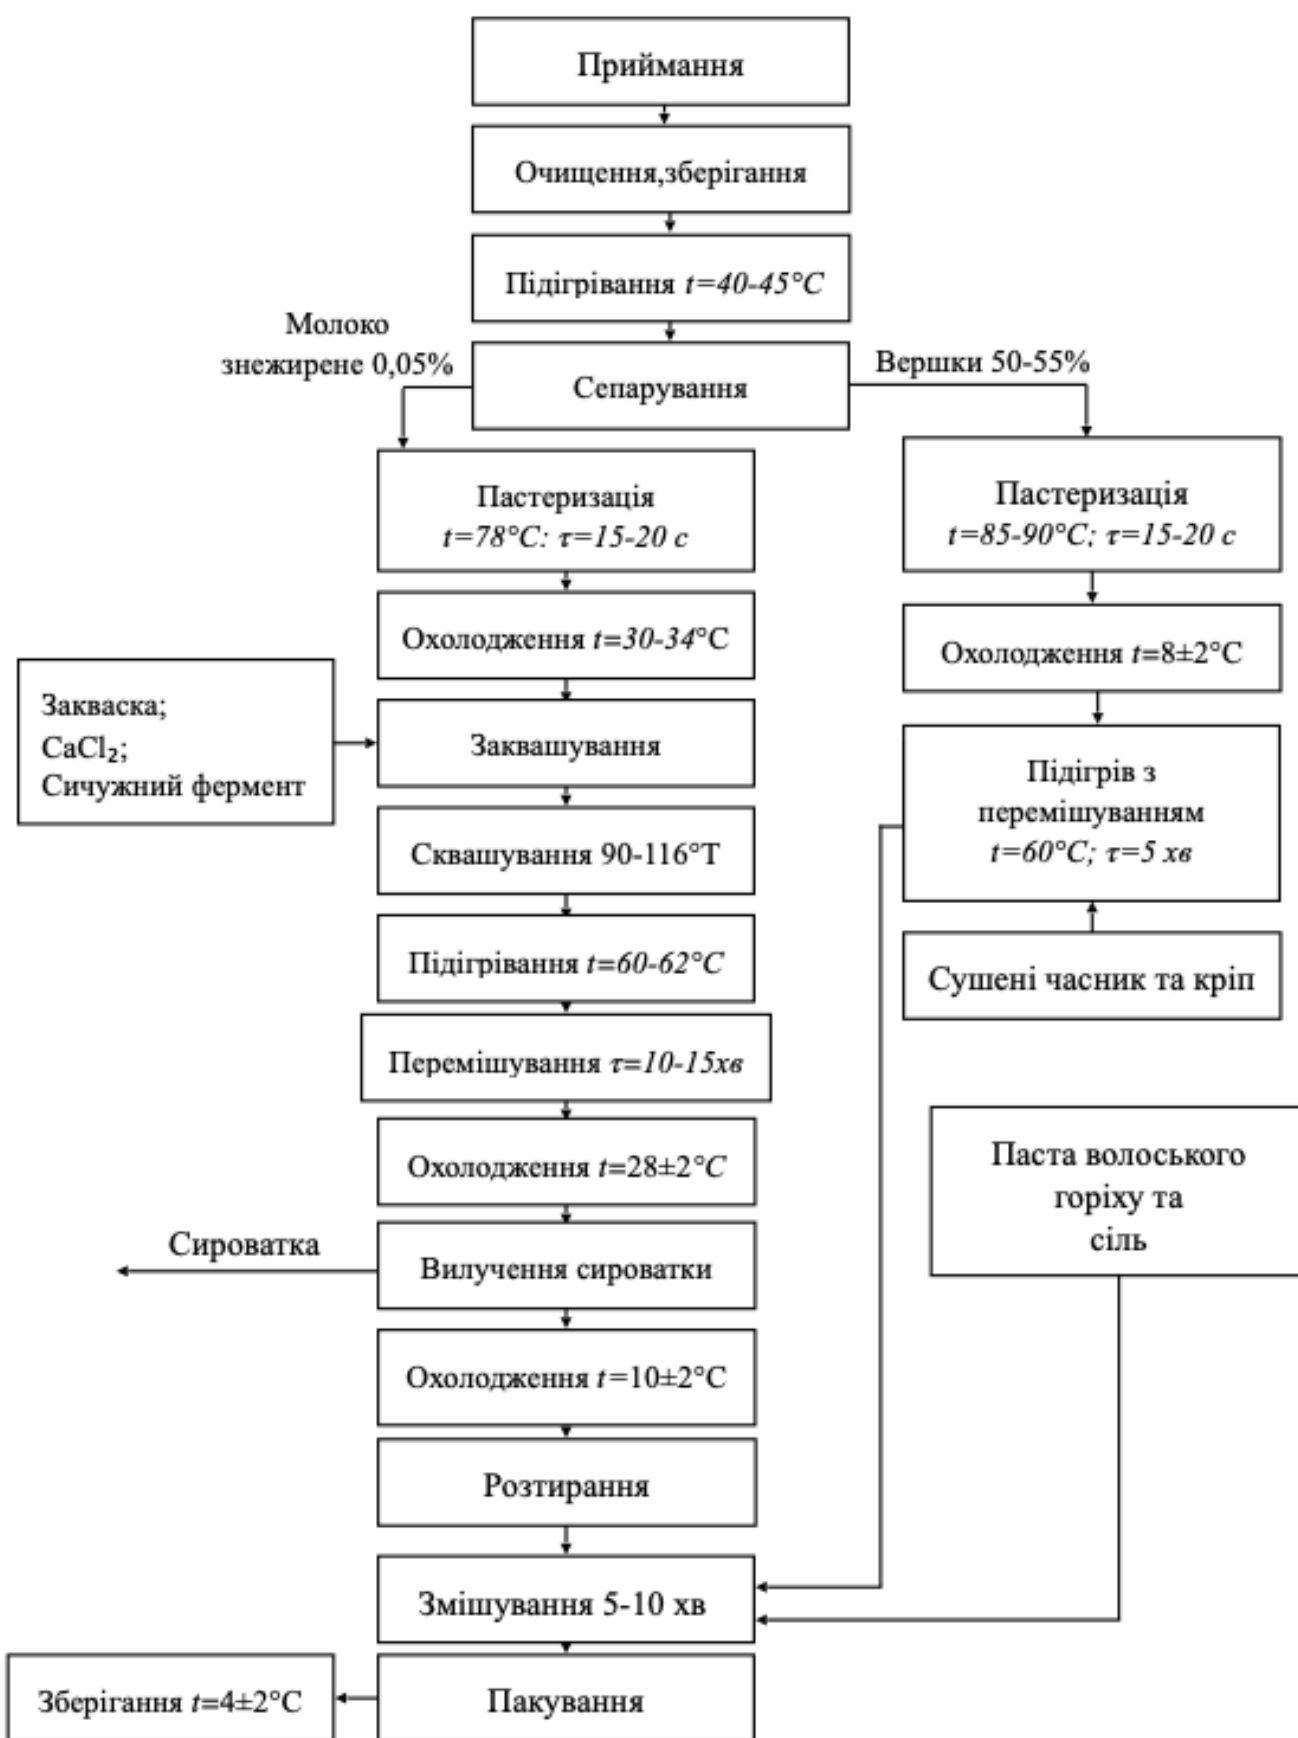 Приймання
Очищення,зберігання
Підігрівання t=40-45°C
Молоко
знежирене 0,05%
Сепарування
Вершки 50-55%
Пастеризація
t=78°C: τ=15-20 с
Пастеризація
t=85-90°C; τ=15-20 с
Охолодження t=30-34°C
Охолодження t=8±2°C
Закваска;
CaCl₂;
Сичужний фермент
Заквашування
Підігрів з
перемішуванням
t=60°C; τ=5 хв
Сквашування 90-116°Т
Підігрівання t=60-62°C
Сушені часник та кріп
Перемішування τ=10-15хв
Охолодження t=28±2°C
Паста волоського
горіху та
сіль
Сироватка
Вилучення сироватки
Охолодження t=10±2°C
Розтирання
Змішування 5-10 хв
Зберігання t=4±2°C
Пакування